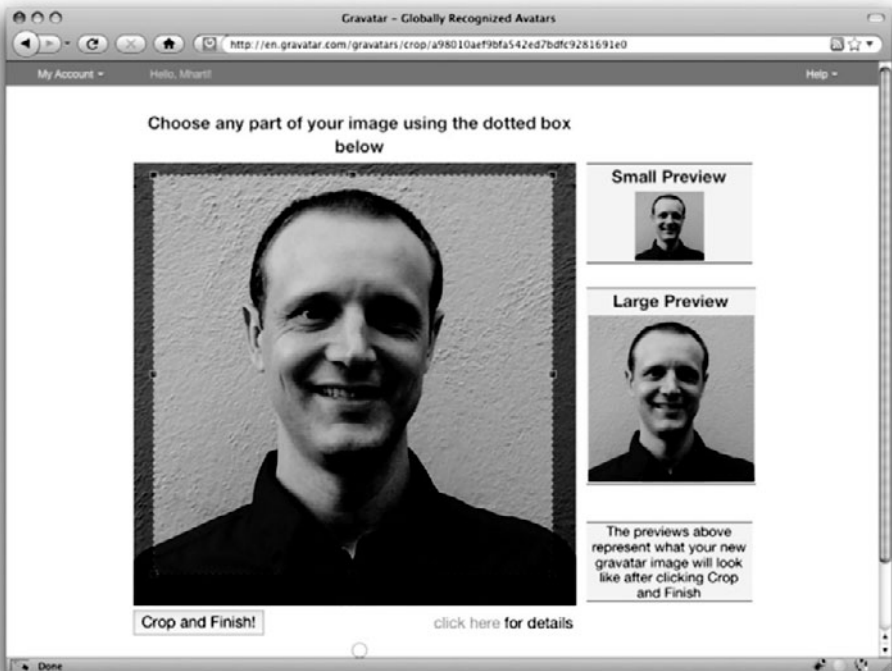 Gravatar - Globally Recognized Avatars
http://en.gravatar.com/gravatars/crop/a98010aef9bfa542ed7bdfc9281691e0
My Account
Hello, Mhartl!
Help
Choose any part of your image using the dotted box
below
Small Preview
Large Preview
The previews above
represent what your new
gravatar image will look
like after clicking Crop
and Finish
Crop and Finish!
click here for details
Done